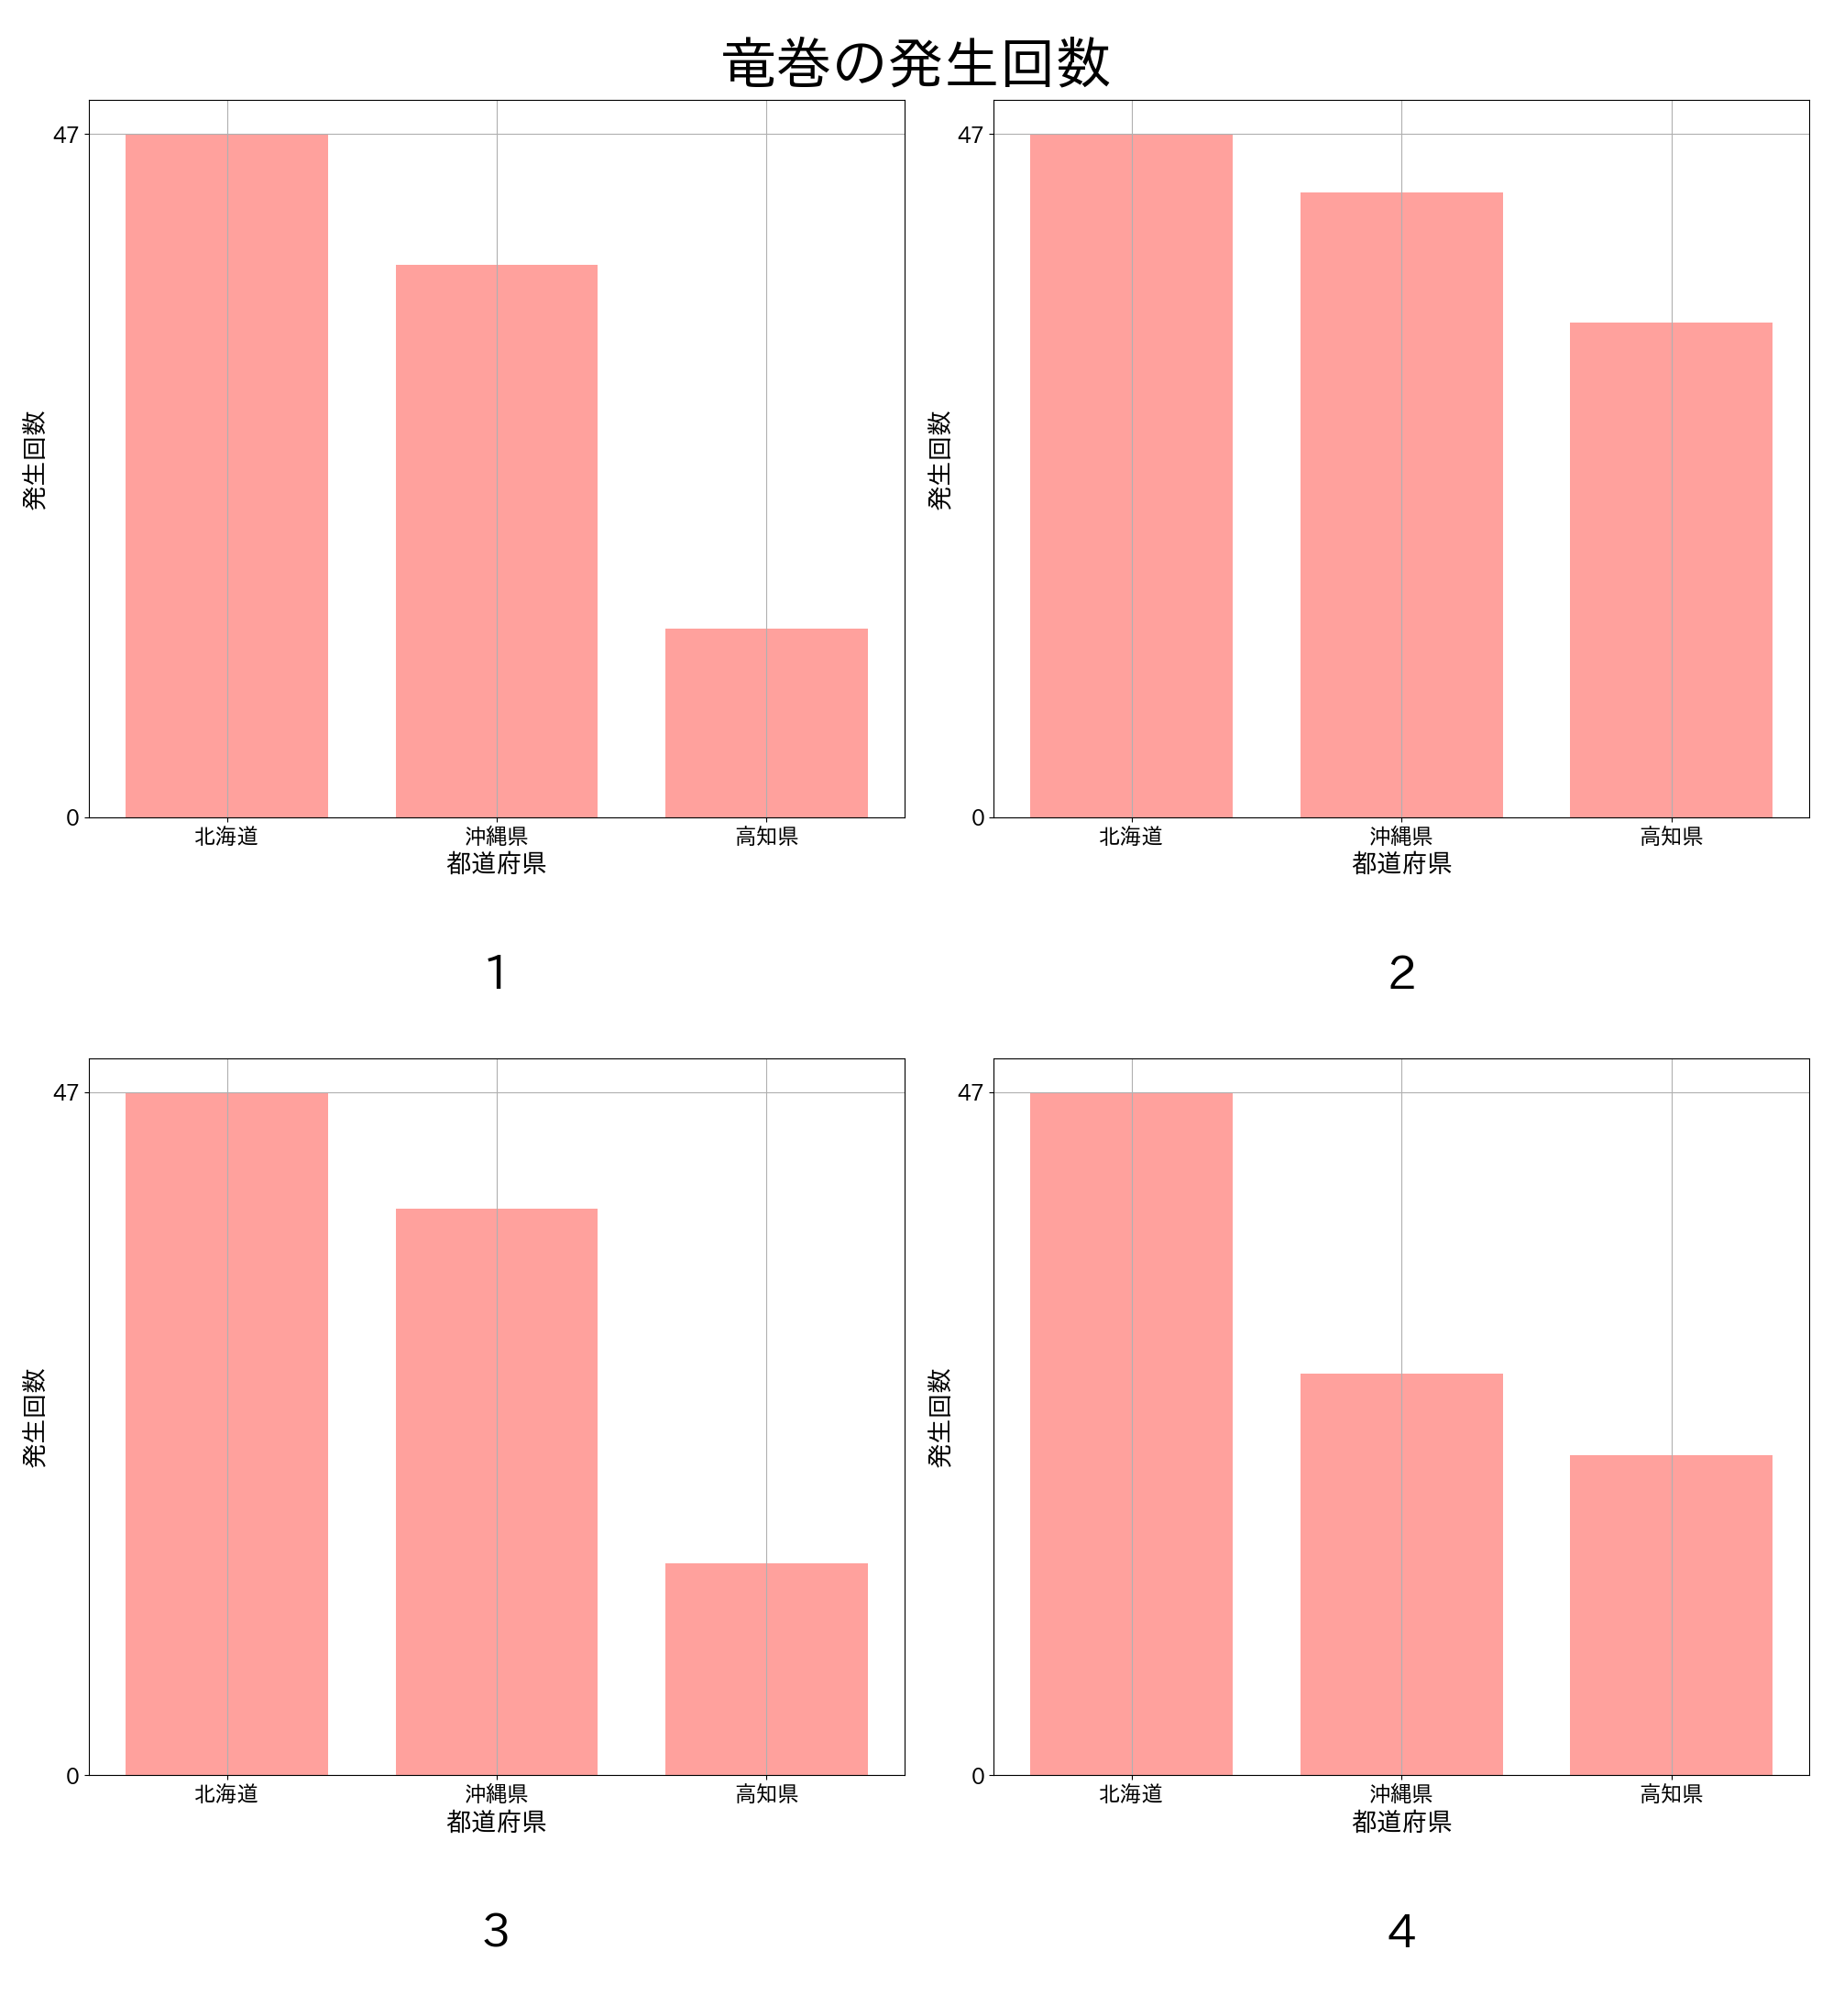 竜巻の発生回数
47
0
発生回数
北海道 沖縄県 高知県
都道府県
1
47
0
発生回数
北海道 沖縄県 高知県
都道府県
2
47
0
発生回数
北海道 沖縄県 高知県
都道府県
3
47
0
発生回数
北海道 沖縄県 高知県
都道府県
4